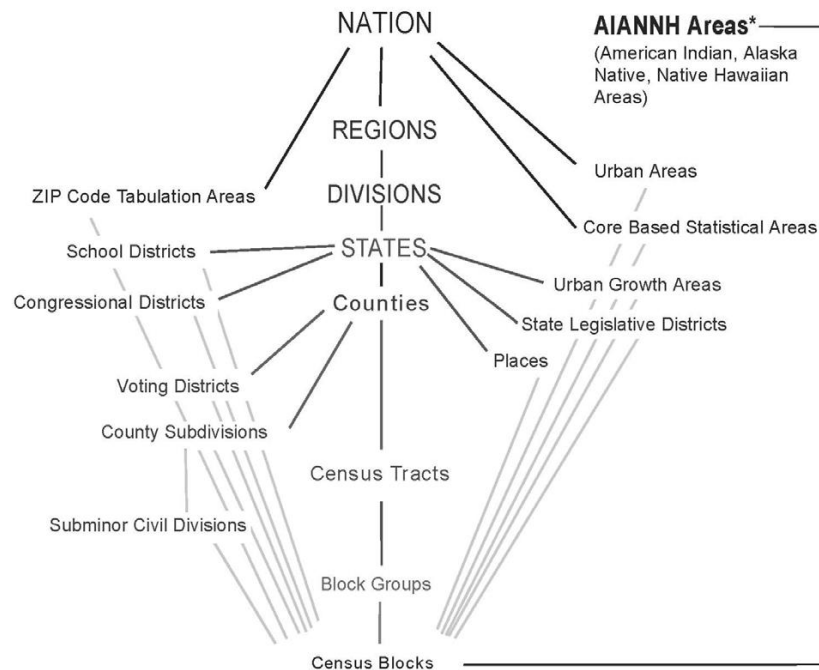 NATION
AIANNH Areas*
(American Indian, Alaska
Native, Native Hawaiian
Areas)
REGIONS
Urban Areas
ZIP Code Tabulation Areas
DIVISIONS
Core Based Statistical Areas
School Districts
STATES
Urban Growth Areas
Congressional Districts
Counties
State Legislative Districts
Places
Voting Districts
County Subdivisions
Census Tracts
Subminor Civil Divisions
Block Groups
Census Blocks